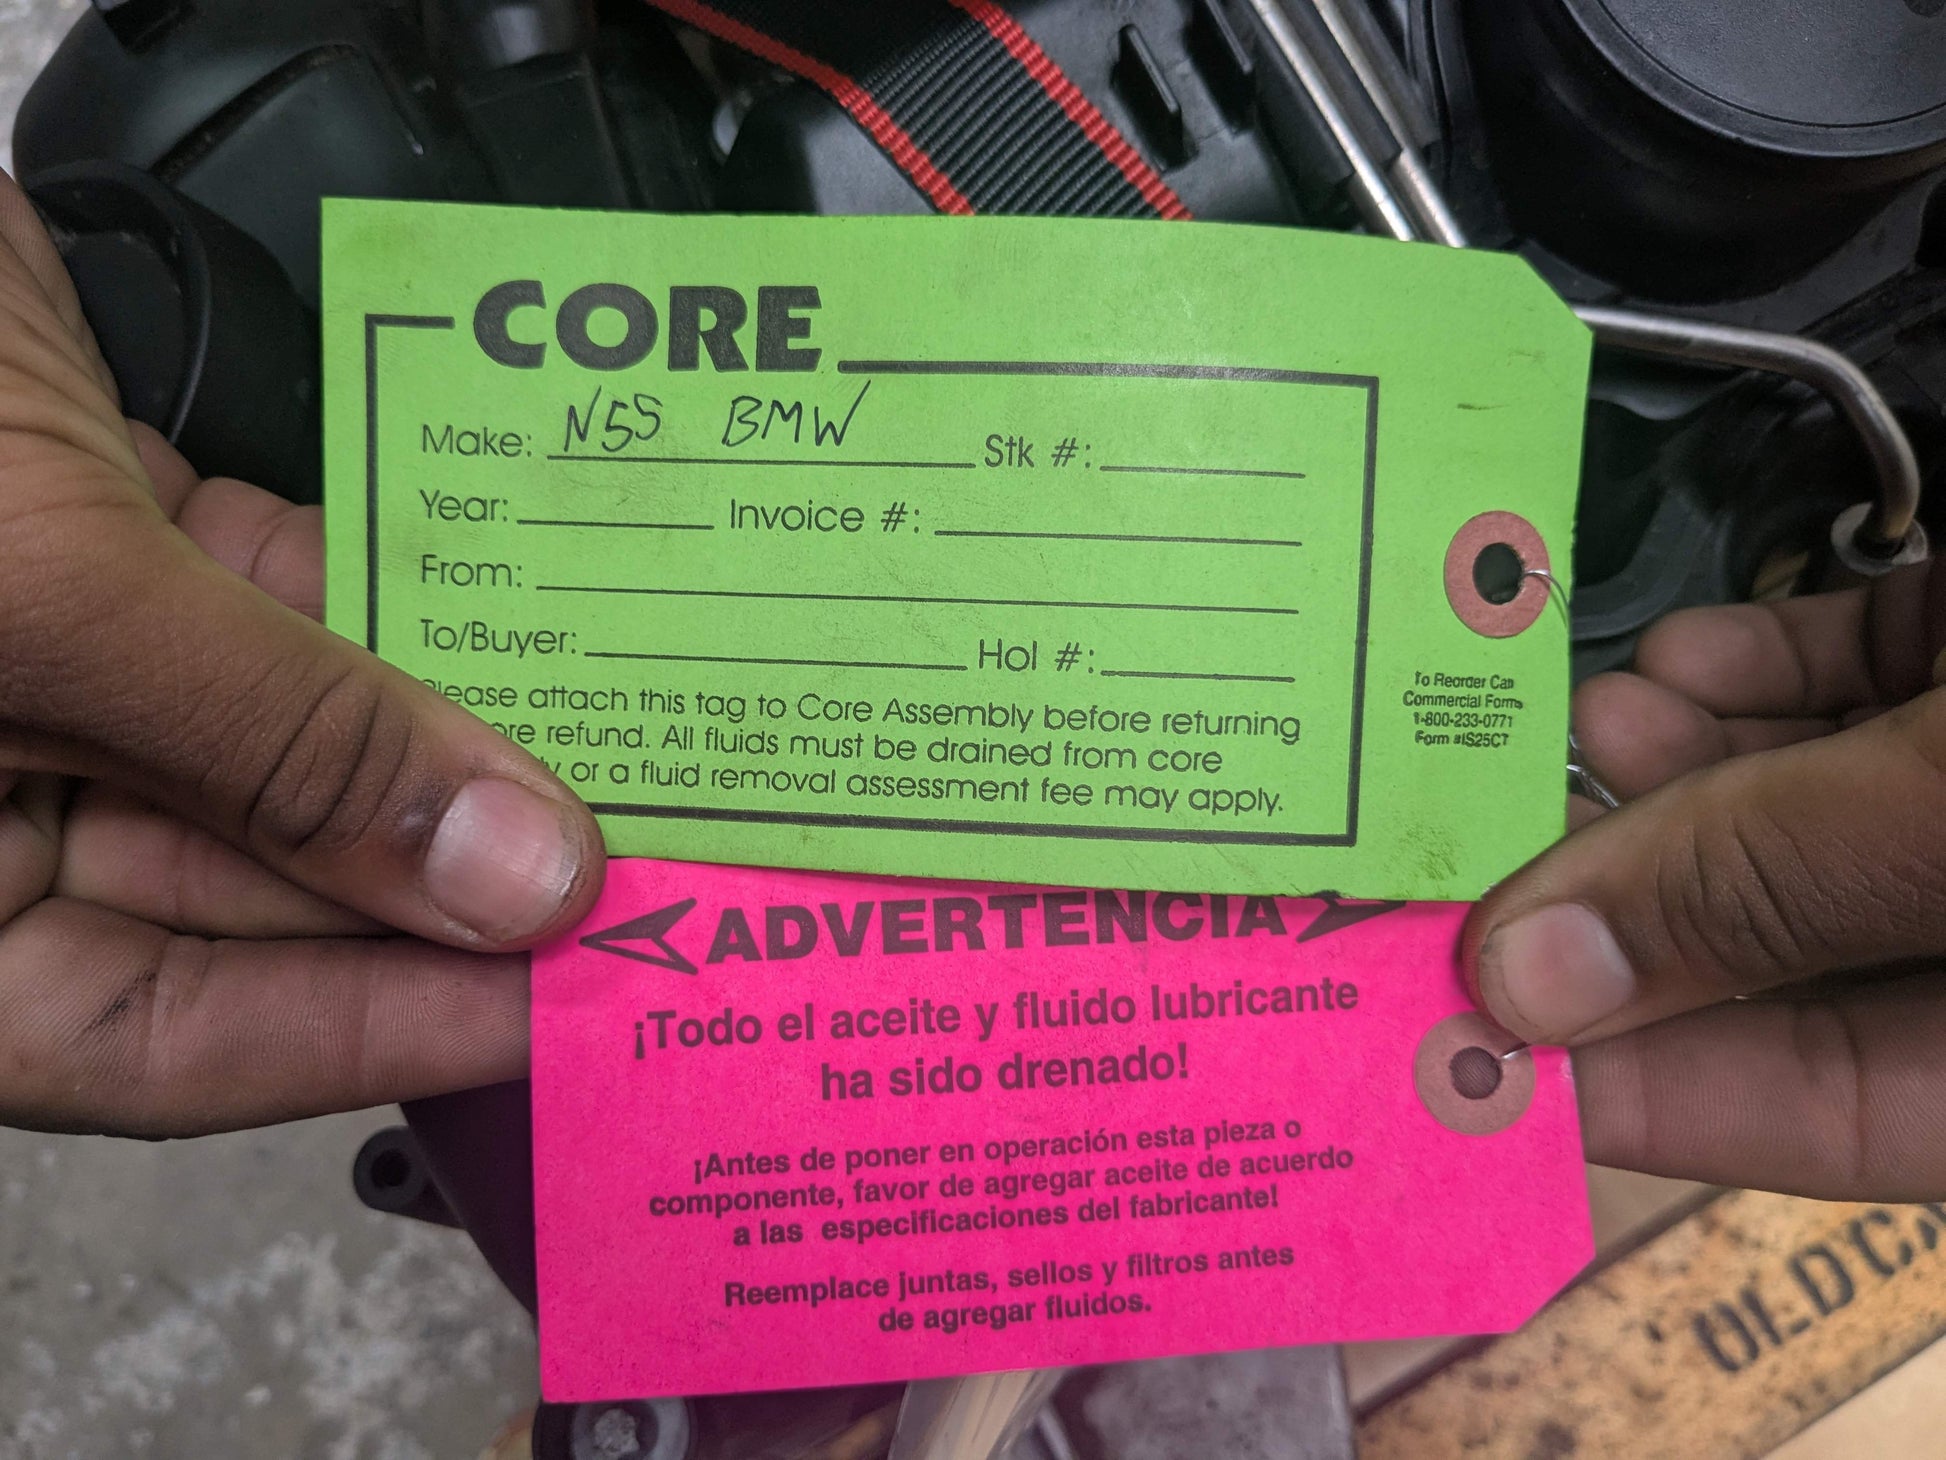 CORE
Make: N55 BMW Stk #:
Year: Invoice #:
From:
To/Buyer: Hol #:
Please attach this tag to Core Assembly before returning
refund. All fluids must be drained from core
or a fluid removal assessment fee may apply.
To Reorder Call
Commercial Forms
1-800-233-0771
Form #IS25CT
ADVERTENCIA
¡Todo el aceite y fluido lubricante
ha sido drenado!
¡Antes de poner en operación esta pieza o
componente, favor de agregar aceite de acuerdo
a las especificaciones del fabricante!
Reemplace juntas, sellos y filtros antes
de agregar fluidos.